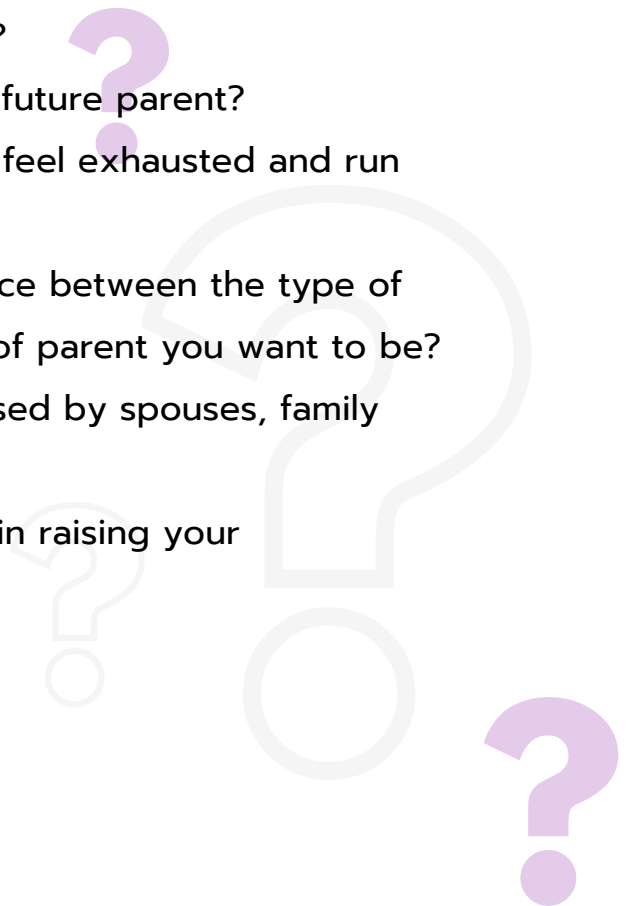 ?
future parent?
feel exhausted and run
ce between the type of
of parent you want to be?
sed by spouses, family
in raising your